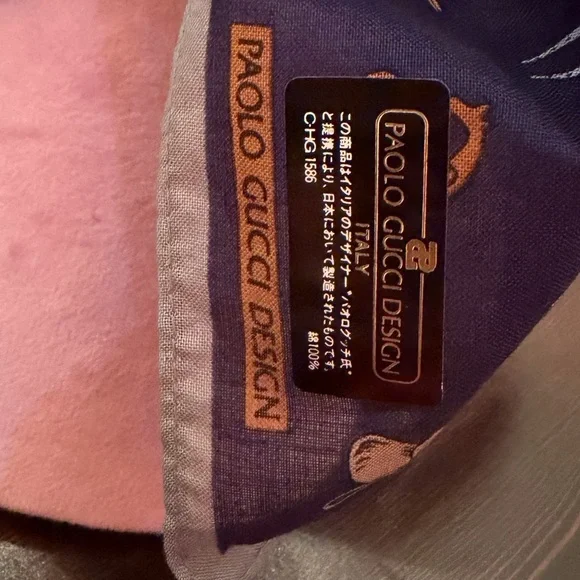 PAOLO GUCCI DESIGN
PAOLO GUCCI DESIGN
ITALY
この商品はイタリアのデザイナー"パオログッチ氏"
と提携により、日本において製造されたものです。
C·HG 1586
綿100%